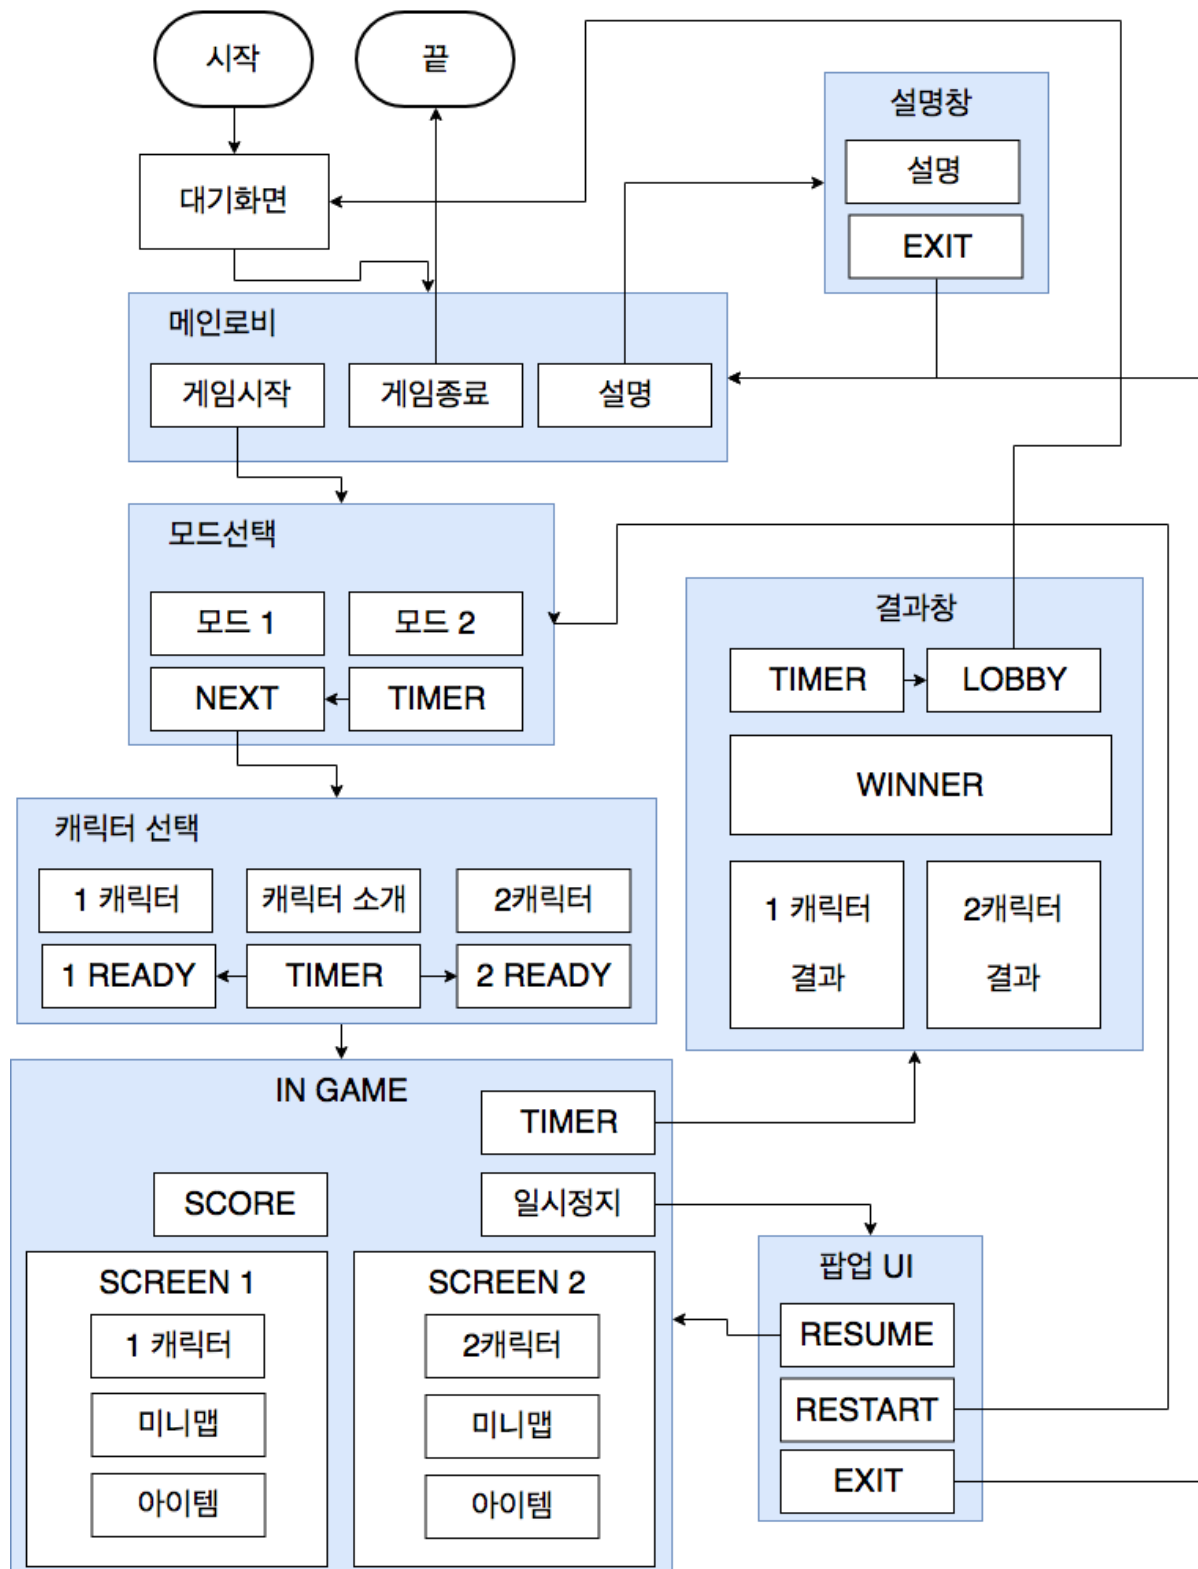 시작
끝
대기화면
설명창
설명
EXIT
메인로비
게임시작
게임종료
설명
모드선택
모드 1
모드 2
NEXT
TIMER
결과창
TIMER
LOBBY
WINNER
1 캐릭터
결과
2캐릭터
결과
캐릭터 선택
1 캐릭터
캐릭터 소개
2캐릭터
1 READY
TIMER
2 READY
IN GAME
TIMER
SCORE
일시정지
SCREEN 1
1 캐릭터
미니맵
아이템
SCREEN 2
2캐릭터
미니맵
아이템
팝업 UI
RESUME
RESTART
EXIT